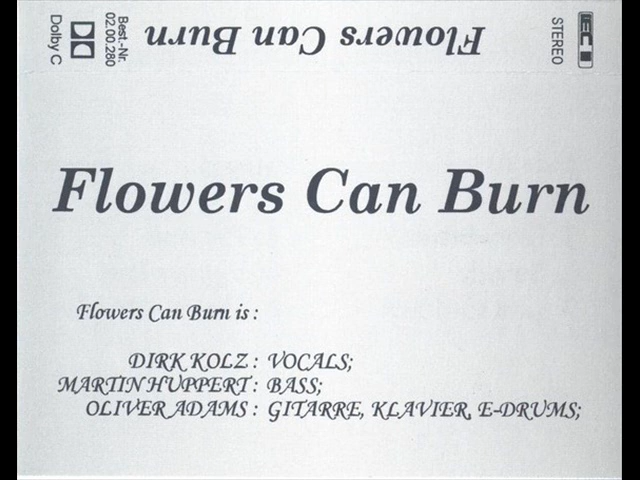 Best.-Nr.
02.00.280
Dolby C
Flowers Can Burn
IEC I
STEREO
Flowers Can Burn
Flowers Can Burn is :
DIRK KOLZ : VOCALS;
MARTIN HUPPERT : BASS;
OLIVER ADAMS : GITARRE, KLAVIER, E-DRUMS;